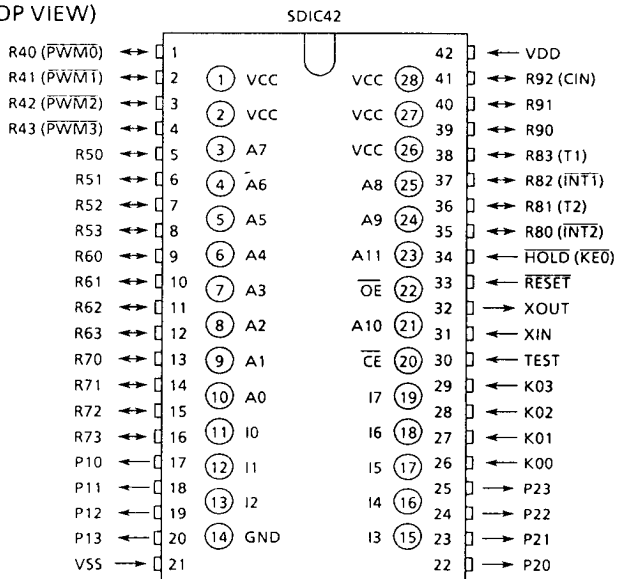 OP VIEW)
SDIC42
R40 (PWM0) 1 42 VDD
R41 (PWM1) 2 ① VCC VCC ㉘ 41 R92 (CIN)
R42 (PWM2) 3 ② VCC VCC ㉗ 40 R91
R43 (PWM3) 4 39 R90
R50 5 ③ A7 VCC ㉖ 38 R83 (T1)
R51 6 ④ A6 A8 ㉕ 37 R82 (INT1)
R52 7 36 R81 (T2)
R53 8 ⑤ A5 A9 ㉔ 35 R80 (INT2)
R60 9 ⑥ A4 A11 ㉓ 34 HOLD (KE0)
R61 10 ⑦ A3 OE ㉒ 33 RESET
R62 11 32 XOUT
R63 12 ⑧ A2 A10 ㉑ 31 XIN
R70 13 ⑨ A1 CE ⑳ 30 TEST
R71 14 ⑩ A0 I7 ⑲ 29 K03
R72 15 28 K02
R73 16 ⑪ I0 I6 ⑱ 27 K01
P10 17 ⑫ I1 I5 ⑰ 26 K00
P11 18 ⑬ I2 I4 ⑯ 25 P23
P12 19 24 P22
P13 20 ⑭ GND I3 ⑮ 23 P21
VSS 21 22 P20